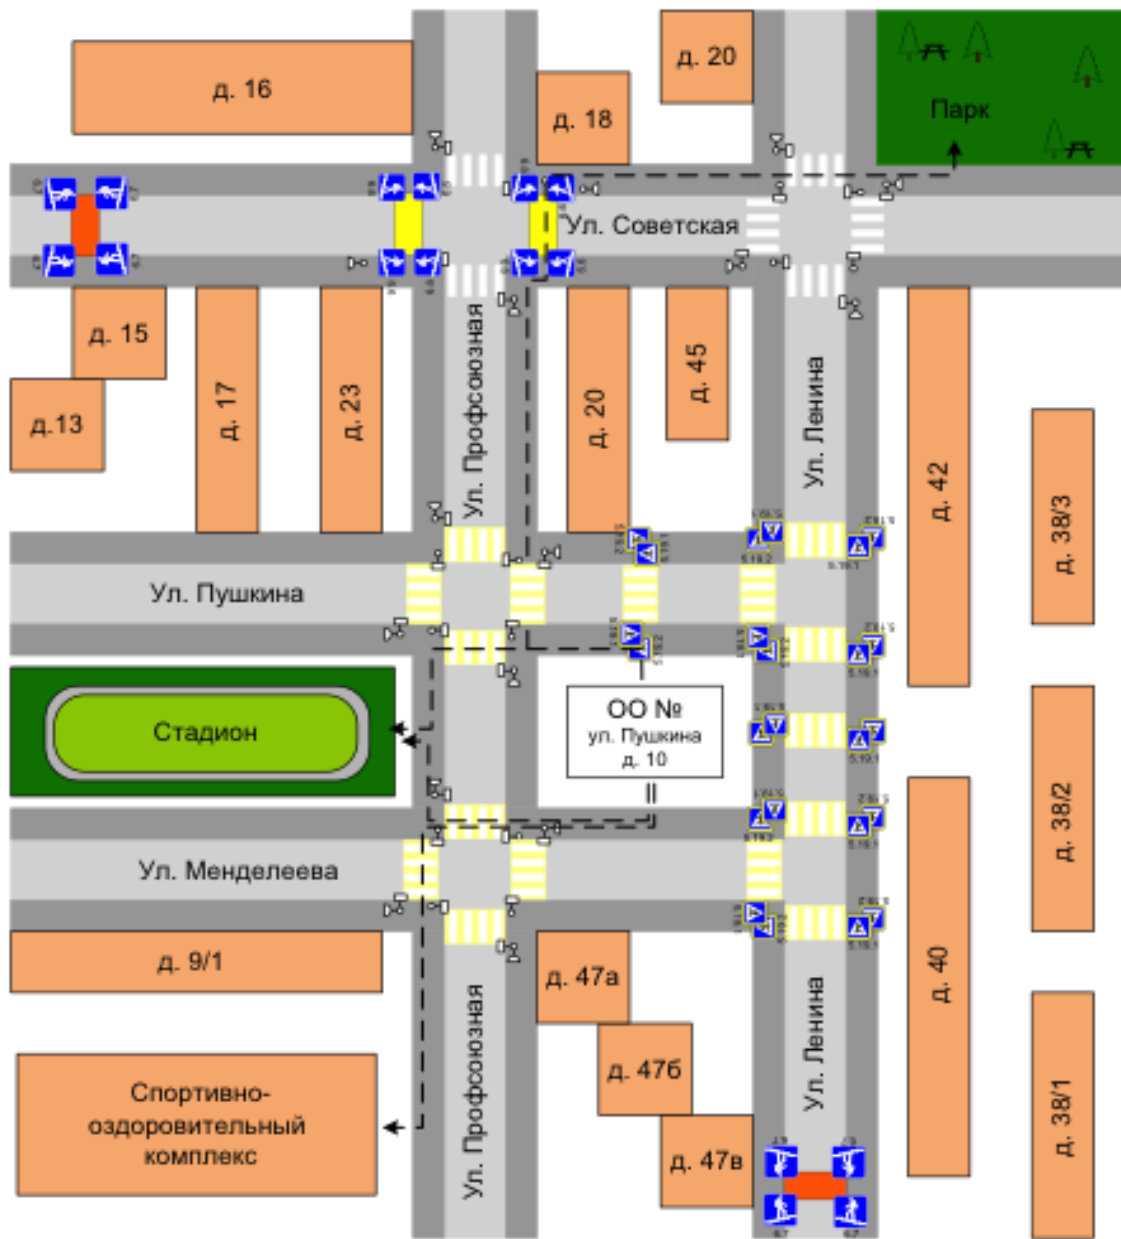 д. 16
д. 18
д. 20
Парк
Ул. Советская
д. 15
д.13
д. 17
д. 23
Ул. Профсоюзная
д. 20
д. 45
Ул. Ленина
д. 42
д. 38/3
Ул. Пушкина
Стадион
ОО №
ул. Пушкина
д. 10
д. 38/2
Ул. Менделеева
д. 9/1
д. 47а
д. 40
Спортивно-
оздоровительный
комплекс
Ул. Профсоюзная
д. 47б
д. 47в
Ул. Ленина
д. 38/1